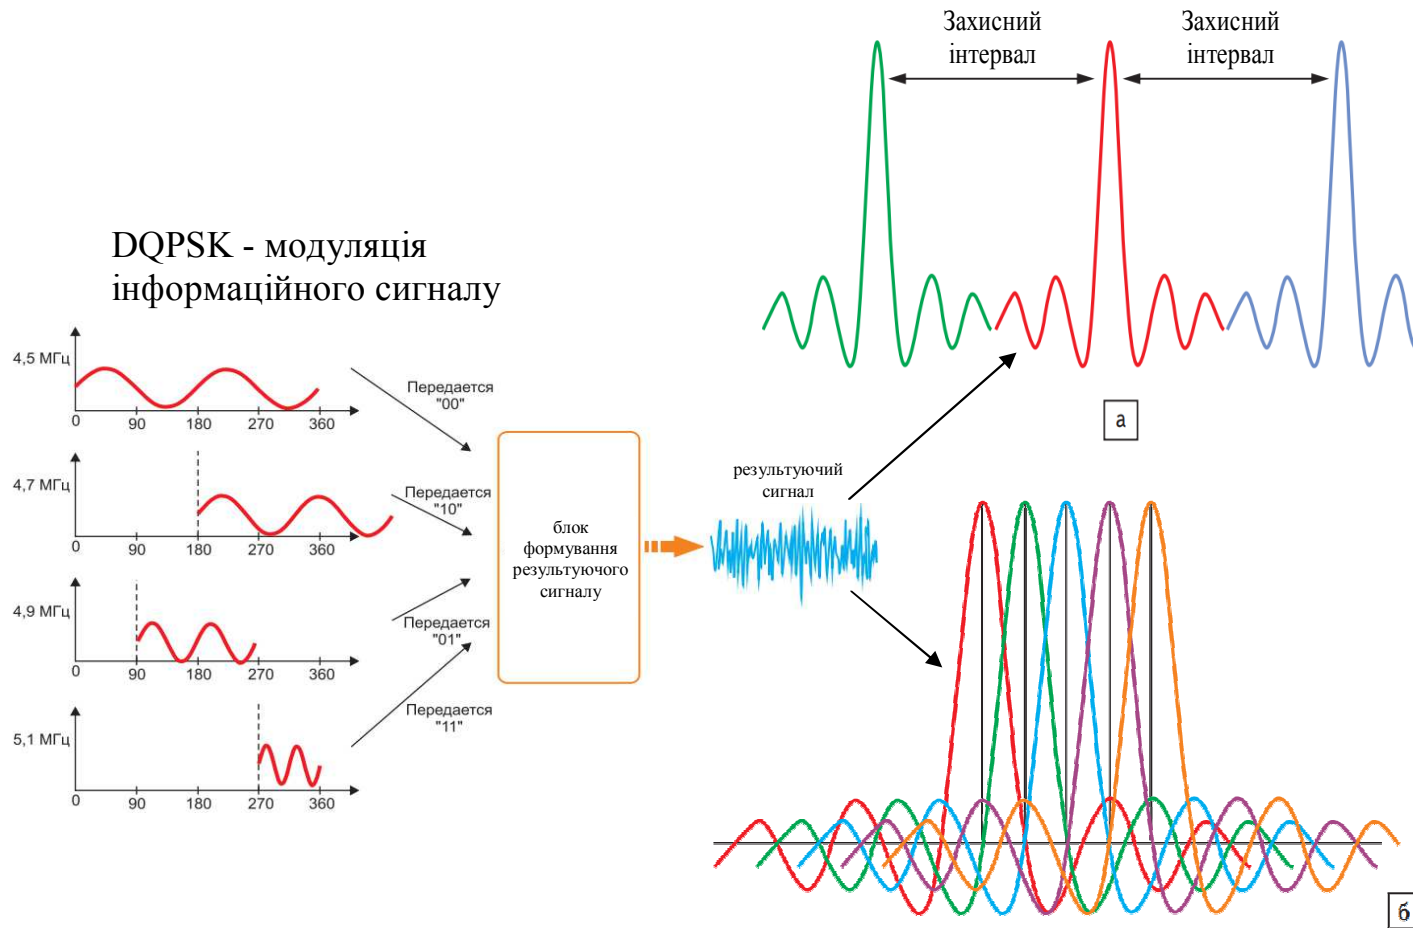 Захисний
інтервал
Захисний
інтервал
а
DQPSK - модуляція
інформаційного сигналу
4,5 МГц
0 90 180 270 360
Передается
"00"
4,7 МГц
0 90 180 270 360
Передается
"10"
4,9 МГц
0 90 180 270 360
Передается
"01"
5,1 МГц
0 90 180 270 360
Передается
"11"
блок
формування
результуючого
сигналу
результуючий
сигнал
б